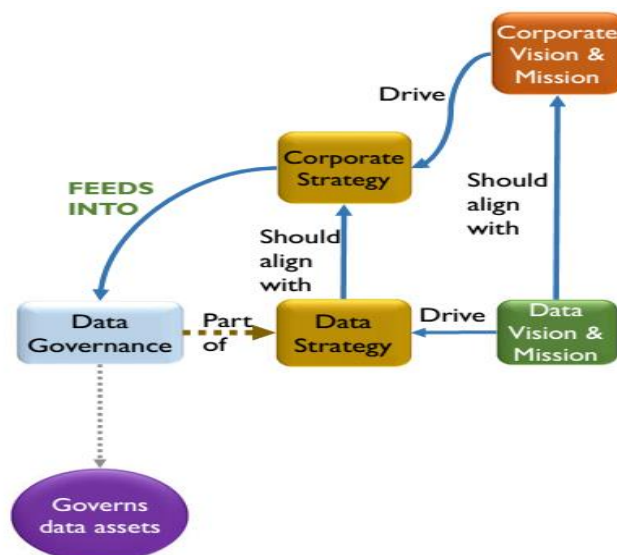 Corporate
Vision &
Mission
Drive
Corporate
Strategy
FEEDS
INTO
Should
align
with
Should
align
with
Data
Governance
Part
of
Data
Strategy
Drive
Data
Vision &
Mission
Governs
data assets